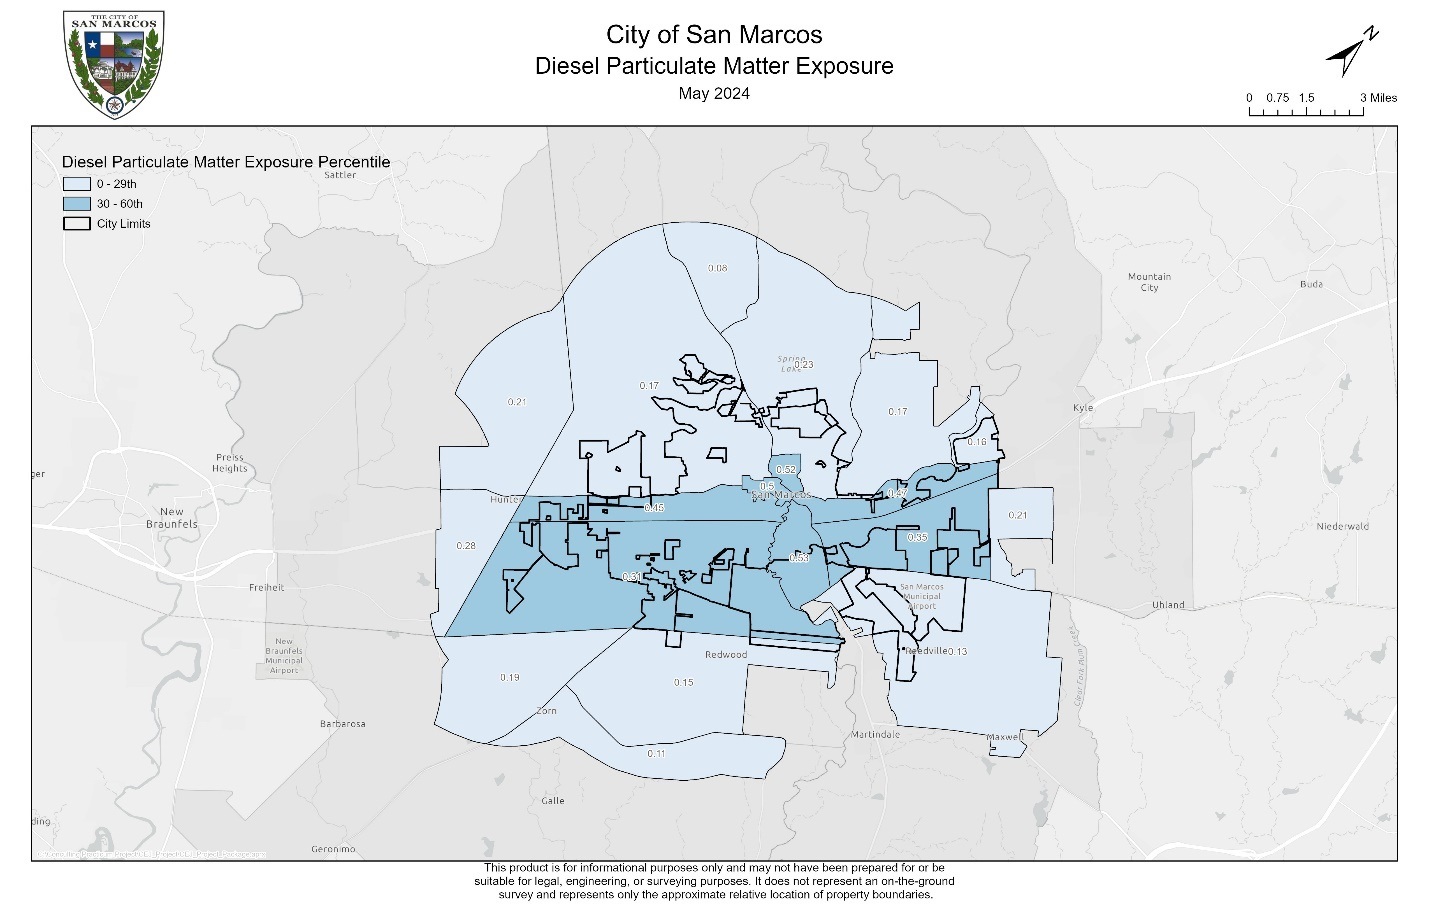 THE CITY OF
SAN MARCOS
City of San Marcos
Diesel Particulate Matter Exposure
May 2024
N
0 0.75 1.5 3 Miles
Diesel Particulate Matter Exposure Percentile
0 - 29th
30 - 60th
City Limits
Sattler
0.08
Mountain
City
Buda
Spring
Lake
0.23
0.17
0.21
0.17
Kyle
0.16
Preiss
Heights
ger
0.52
0.5
San Marcos
0.47
Hunter
0.45
New
Braunfels
0.21
Niederwald
0.35
0.28
0.53
0.31
Freiheit
San Marcos
Municipal
Airport
Uhland
New
Braunfels
Municipal
Airport
Redwood
Reedville
0.13
Clear Fork Plum Creek
0.19
0.15
Zorn
Barbarosa
Martindale
Maxwell
0.11
Galle
ding
Geronimo
This product is for informational purposes only and may not have been prepared for or be
suitable for legal, engineering, or surveying purposes. It does not represent an on-the-ground
survey and represents only the approximate relative location of property boundaries.